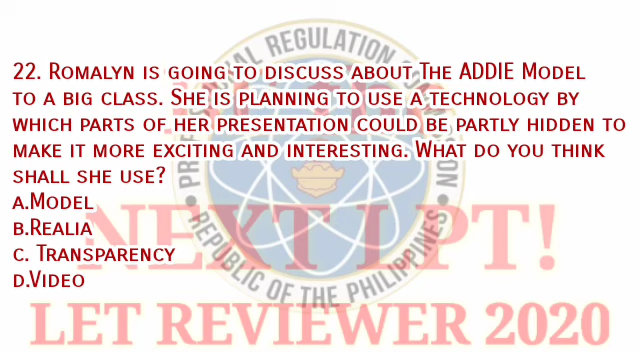 22. Romalyn is going to discuss about The ADDIE Model
to a big class. She is planning to use a technology by
which parts of her presentation could be partly hidden to
make it more exciting and interesting. What do you think
shall she use?
a.Model
b.Realia
c. Transparency
d.Video
NEXT LPT!
LET REVIEWER 2020
REGULATION
REPUBLIC OF THE PHILIPPINES